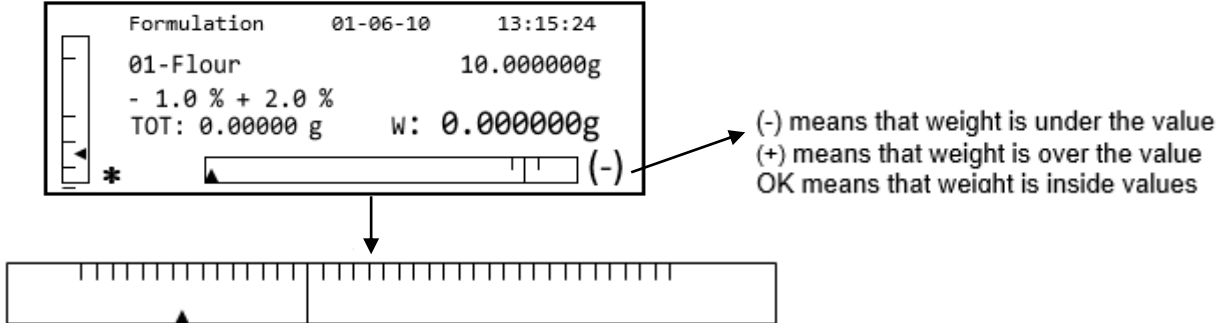 Formulation 01-06-10 13:15:24
01-Flour 10.000000g
- 1.0 % + 2.0 %
TOT: 0.00000 g W: 0.000000g
* (-)
(-) means that weight is under the value
(+) means that weight is over the value
OK means that weight is inside values